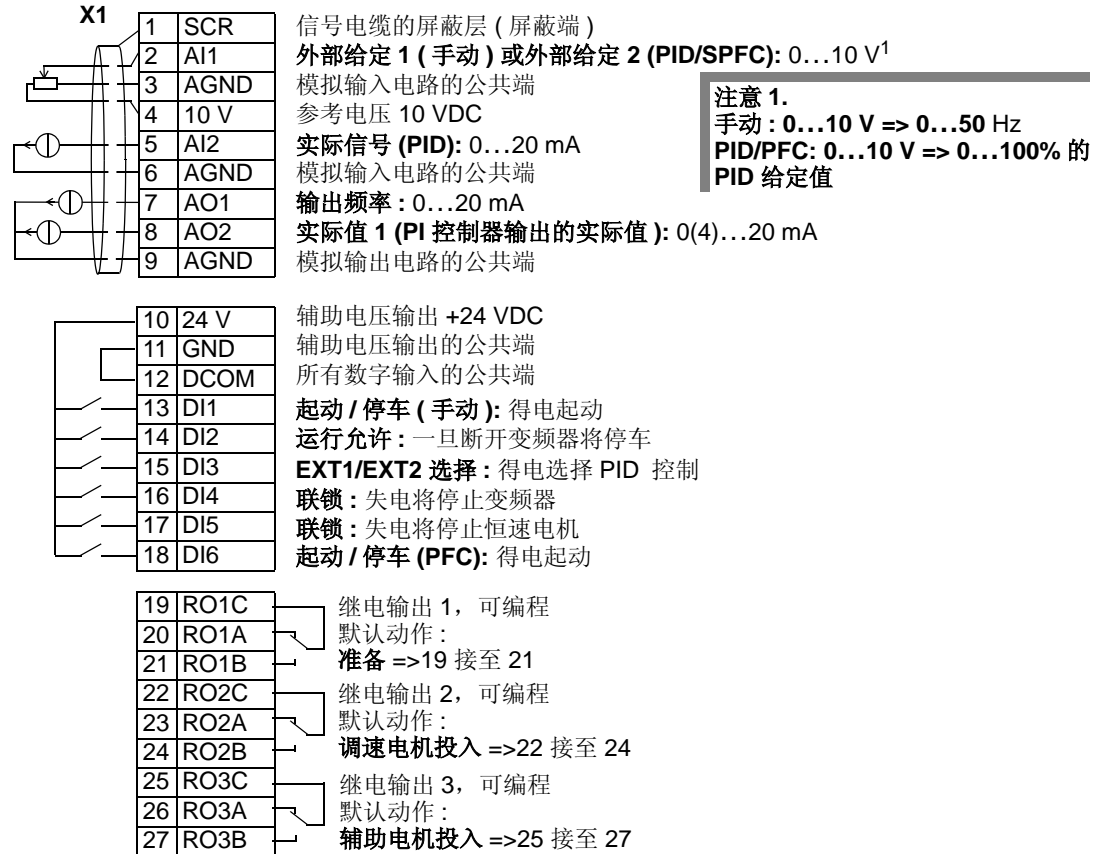 X1
1 SCR 信号电缆的屏蔽层 ( 屏蔽端 )
2 AI1 外部给定 1 ( 手动 ) 或外部给定 2 (PID/SPFC): 0…10 V1
3 AGND 模拟输入电路的公共端
4 10 V 参考电压 10 VDC
5 AI2 实际信号 (PID): 0…20 mA
6 AGND 模拟输入电路的公共端
7 AO1 输出频率 : 0…20 mA
8 AO2 实际值 1 (PI 控制器输出的实际值 ): 0(4)…20 mA
9 AGND 模拟输出电路的公共端
注意 1.
手动 : 0…10 V => 0…50 Hz
PID/PFC: 0…10 V => 0…100% 的
PID 给定值
10 24 V 辅助电压输出 +24 VDC
11 GND 辅助电压输出的公共端
12 DCOM 所有数字输入的公共端
13 DI1 起动 / 停车 ( 手动 ): 得电起动
14 DI2 运行允许 : 一旦断开变频器将停车
15 DI3 EXT1/EXT2 选择 : 得电选择 PID 控制
16 DI4 联锁 : 失电将停止变频器
17 DI5 联锁 : 失电将停止恒速电机
18 DI6 起动 / 停车 (PFC): 得电起动
19 RO1C 继电输出 1，可编程
20 RO1A 默认动作 :
21 RO1B 准备 =>19 接至 21
22 RO2C 继电输出 2，可编程
23 RO2A 默认动作 :
24 RO2B 调速电机投入 =>22 接至 24
25 RO3C 继电输出 3，可编程
26 RO3A 默认动作 :
27 RO3B 辅助电机投入 =>25 接至 27